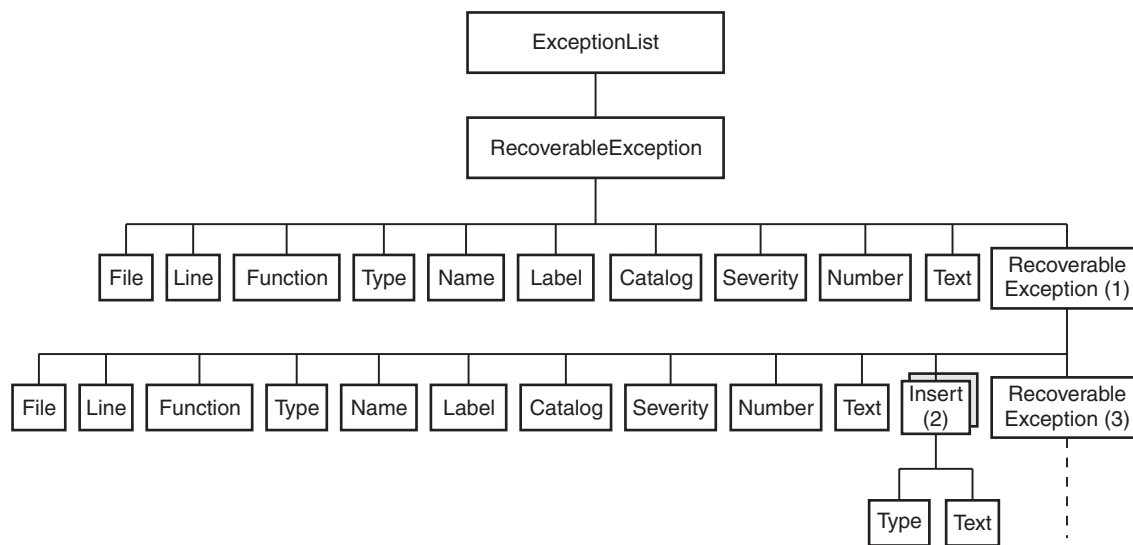 ExceptionList
RecoverableException
File Line Function Type Name Label Catalog Severity Number Text Recoverable
Exception (1)
File Line Function Type Name Label Catalog Severity Number Text Insert Recoverable
(2) Exception (3)
Type Text